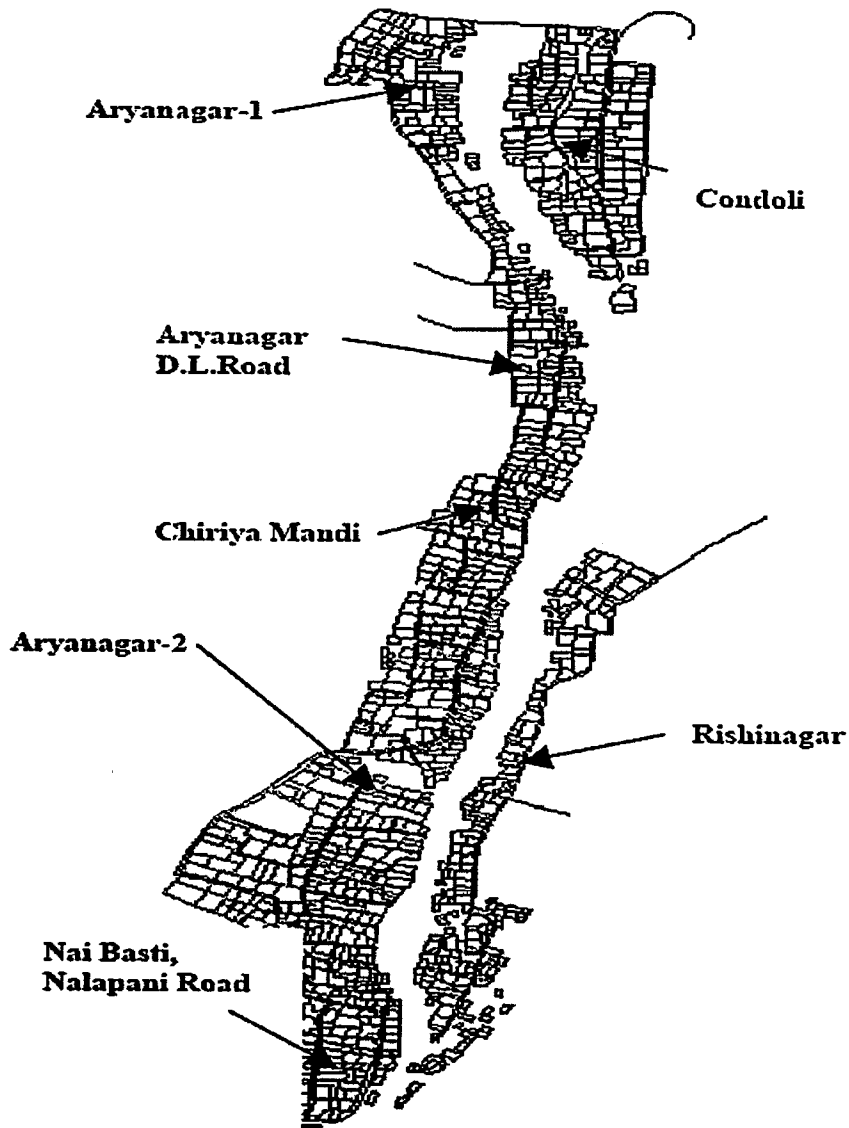 Aryanagar-1
Condoli
Aryanagar
D.L.Road
Chiriya Mandi
Aryanagar-2
Rishinagar
Nai Basti,
Nalapani Road